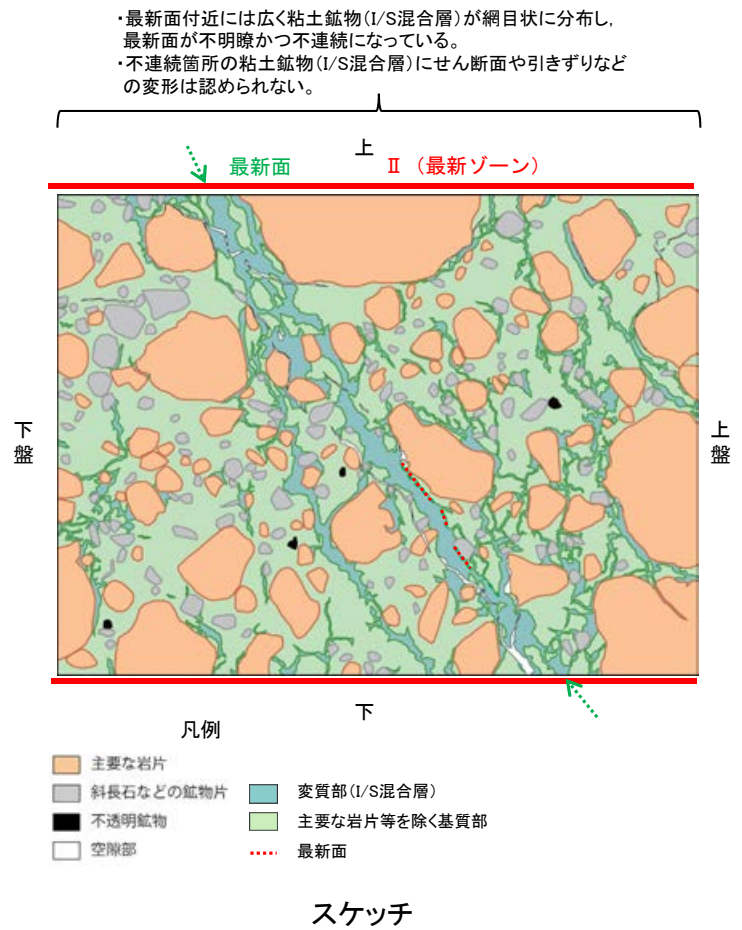 ・最新面付近には広く粘土鉱物(I/S混合層)が網目状に分布し,
最新面が不明瞭かつ不連続になっている。
・不連続箇所の粘土鉱物(I/S混合層)にせん断面や引きずりなど
の変形は認められない。
上
最新面
Ⅱ （最新ゾーン）
下盤
上盤
下
凡例
主要な岩片
斜長石などの鉱物片
不透明鉱物
空隙部
変質部(I/S混合層)
主要な岩片等を除く基質部
最新面
スケッチ